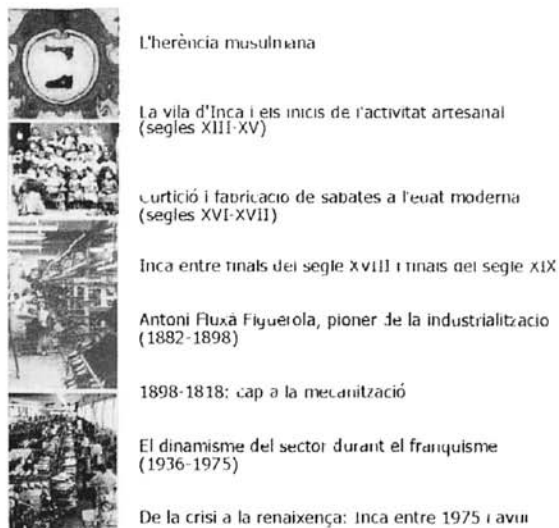 L'herència musulmana
La vila d'Inca i els inicis de l'activitat artesanal
(segles XIII-XV)
Curtició i fabricacio de sabates a l'edat moderna
(segles XVI-XVII)
Inca entre finals del segle XVIII i finals del segle XIX
Antoni Fluxà Figuerola, pioner de la industrialitzacio
(1882-1898)
1898-1818: cap a la mecanització
El dinamisme del sector durant el franquisme
(1936-1975)
De la crisi a la renaixença: Inca entre 1975 i avui